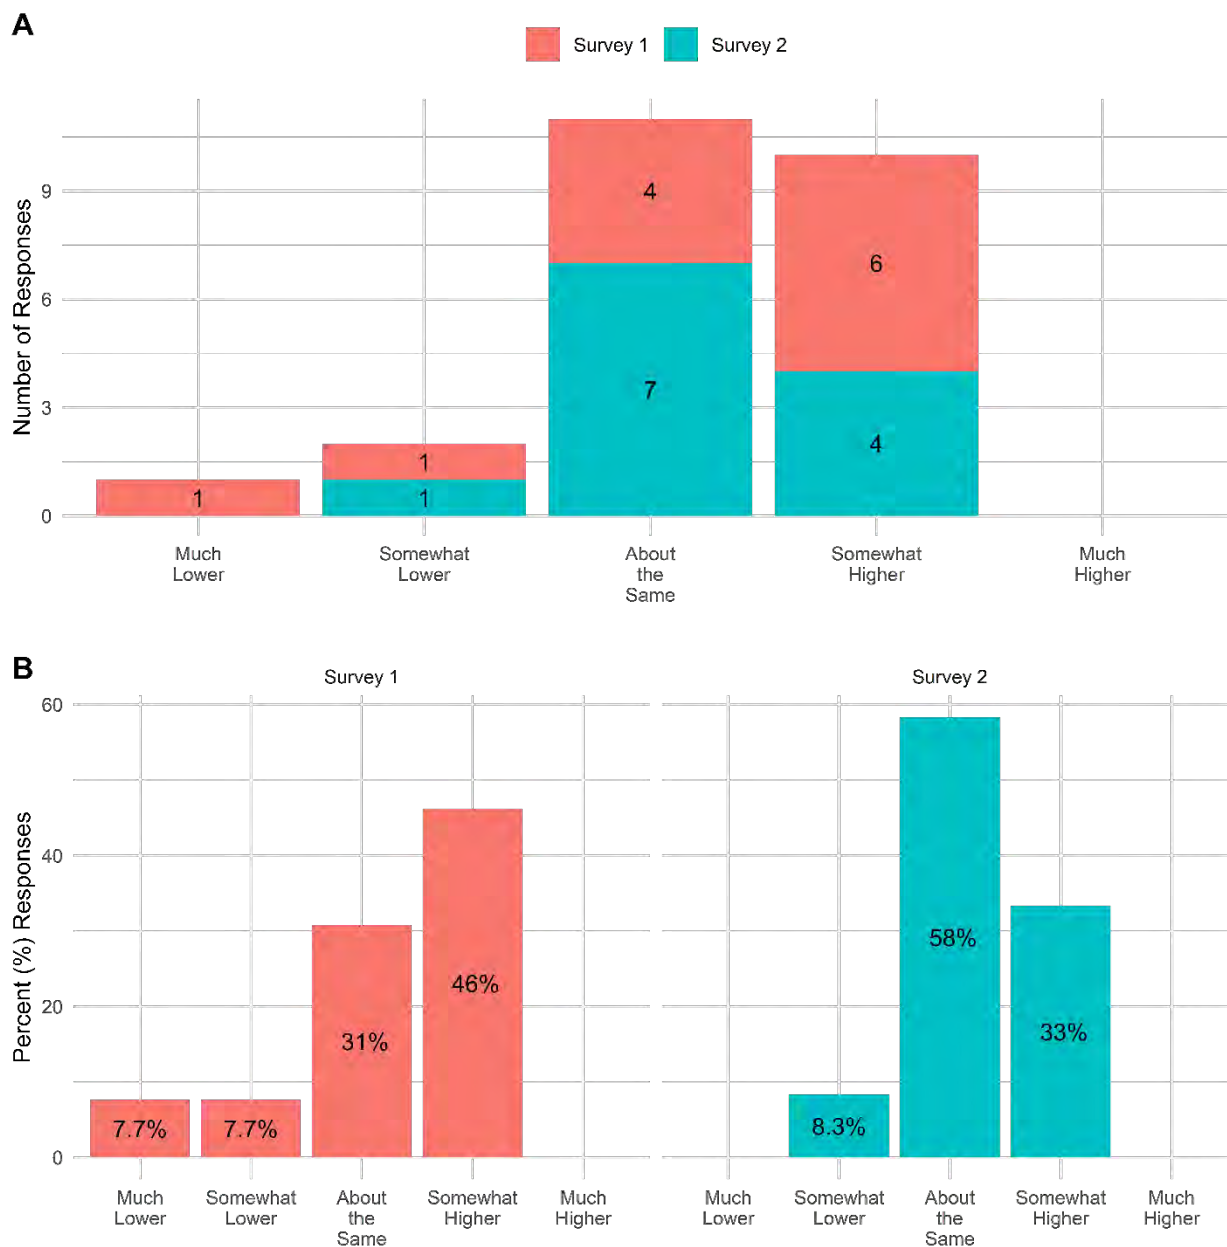 A
Survey 1 Survey 2
Number of Responses
9
6
3
0
4
6
7
4
1
1
1
Much Lower
Somewhat Lower
About the Same
Somewhat Higher
Much Higher
B
Survey 1
Survey 2
Percent (%) Responses
60
40
20
0
7.7%
7.7%
31%
46%
8.3%
58%
33%
Much Lower
Somewhat Lower
About the Same
Somewhat Higher
Much Higher
Much Lower
Somewhat Lower
About the Same
Somewhat Higher
Much Higher